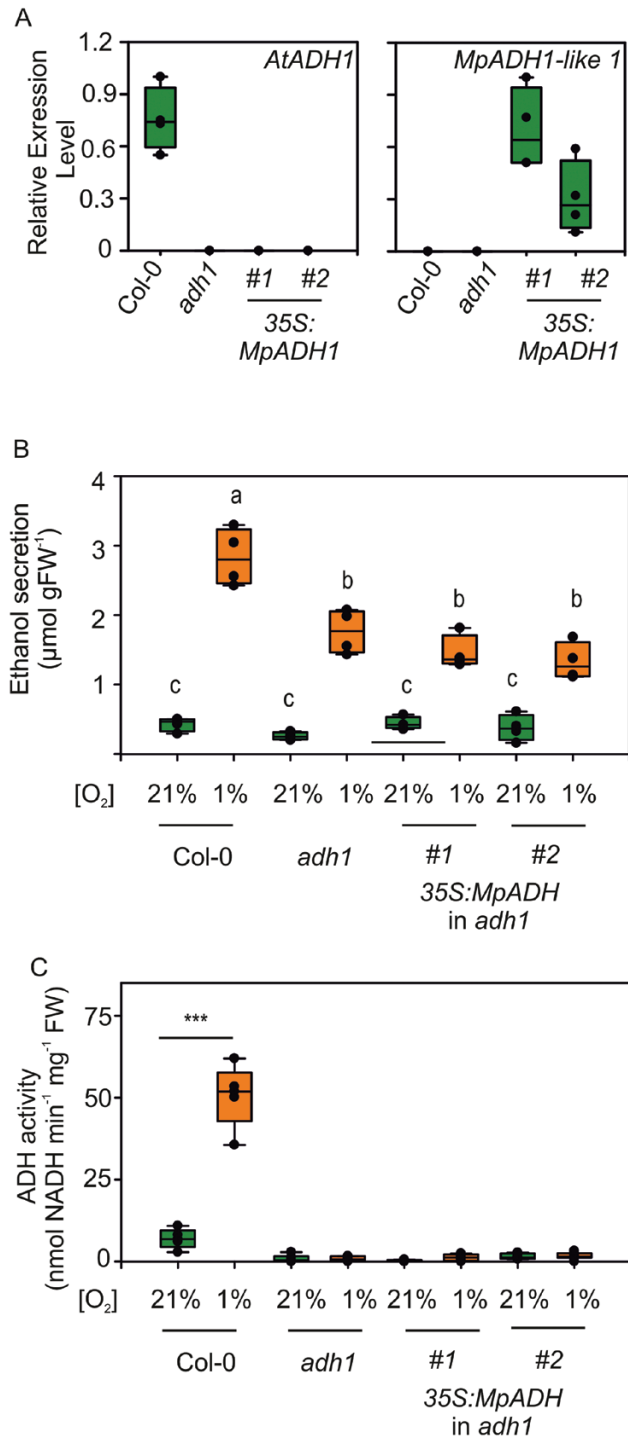 A
Relative Exression
Level
1.2
0.9
0.6
0.3
0
AtADH1
MpADH1-like 1
Col-0
adh1
#1
#2
35S:
MpADH1
Col-0
adh1
#1
#2
35S:
MpADH1
B
Ethanol secretion
(µmol gFW⁻¹)
4
3
2
1
a
b
b
b
c
c
c
c
[O₂]
21% 1% 21% 1% 21% 1% 21% 1%
Col-0 adh1 #1 #2
35S:MpADH
in adh1
C
ADH activity
(nmol NADH min⁻¹ mg⁻¹ FW)
75
50
25
0
***
[O₂]
21% 1% 21% 1% 21% 1% 21% 1%
Col-0 adh1 #1 #2
35S:MpADH
in adh1